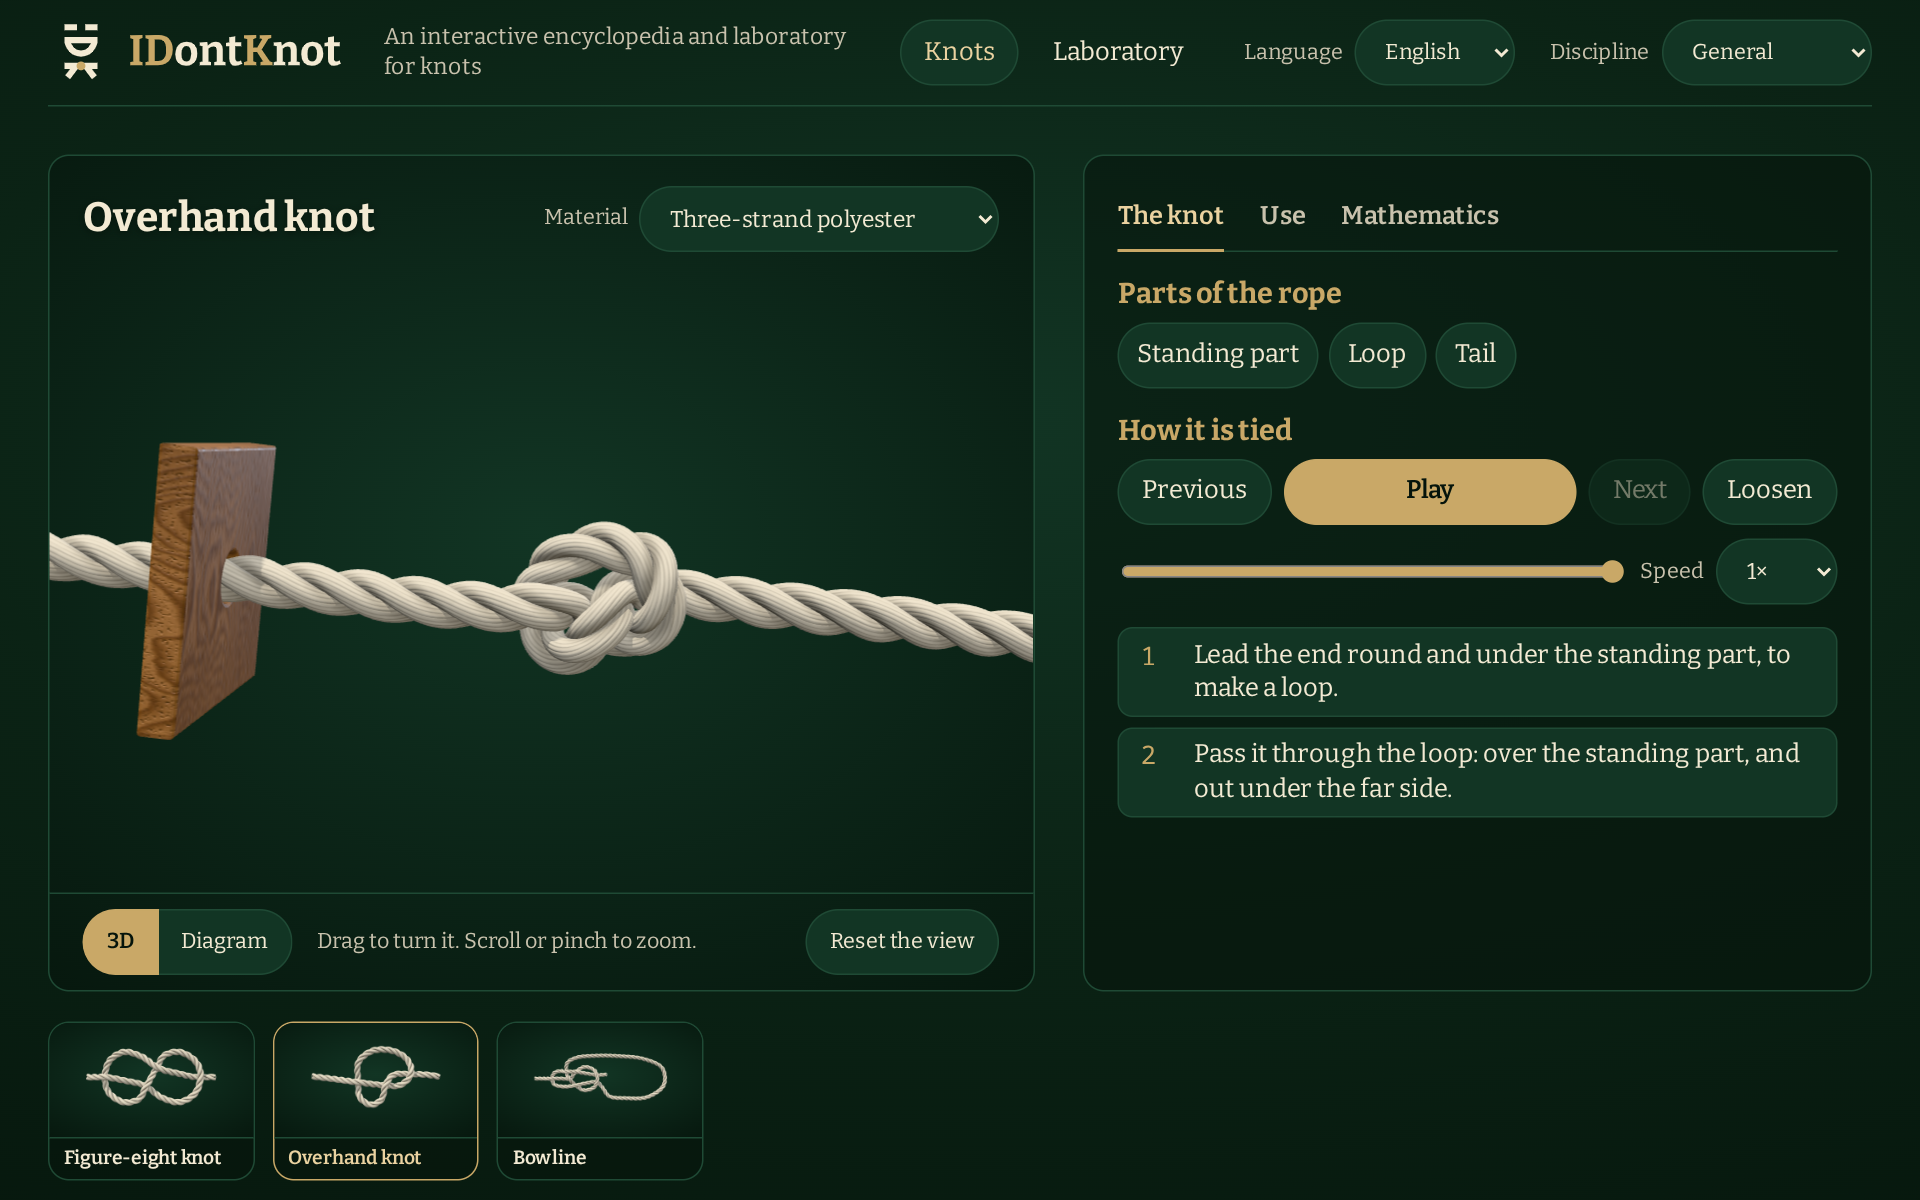 IDontKnot
An interactive encyclopedia and laboratory
for knots
Knots
Laboratory
Language
English
Discipline
General
Overhand knot
Material
Three-strand polyester
The knot
Use
Mathematics
Parts of the rope
Standing part
Loop
Tail
How it is tied
Previous
Play
Next
Loosen
Speed
1×
1
Lead the end round and under the standing part, to
make a loop.
2
Pass it through the loop: over the standing part, and
out under the far side.
3D
Diagram
Drag to turn it. Scroll or pinch to zoom.
Reset the view
Figure-eight knot
Overhand knot
Bowline